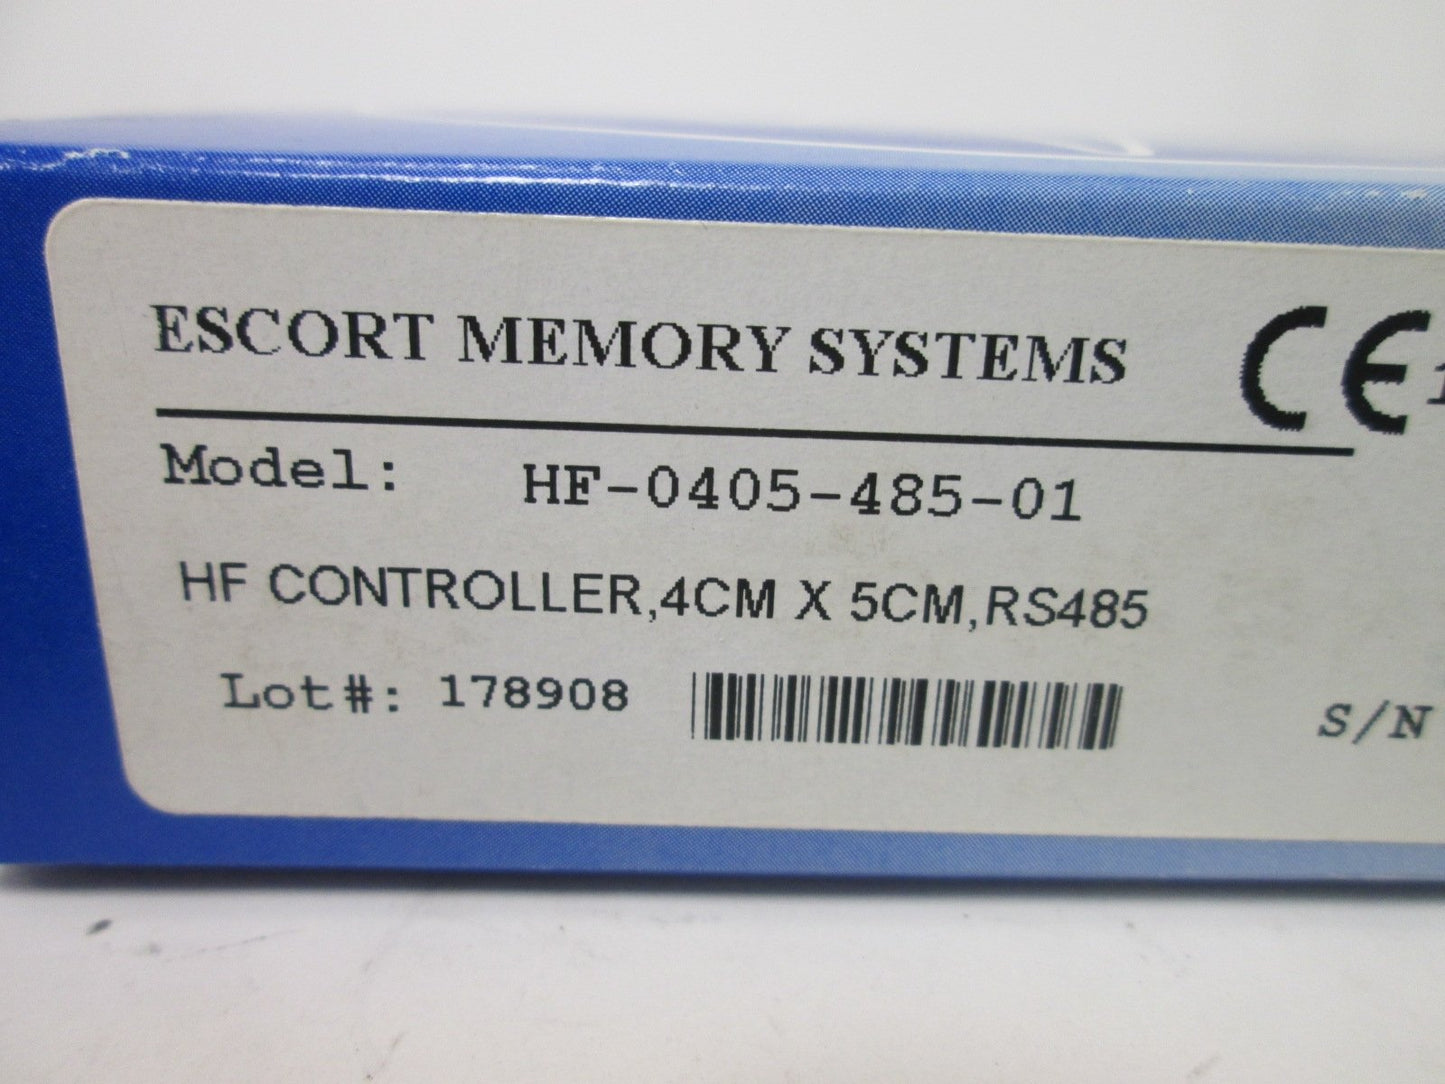 ESCORT MEMORY SYSTEMS CE
Model: HF-0405-485-01
HF CONTROLLER,4CM X 5CM,RS485
Lot#: 178908 S/N